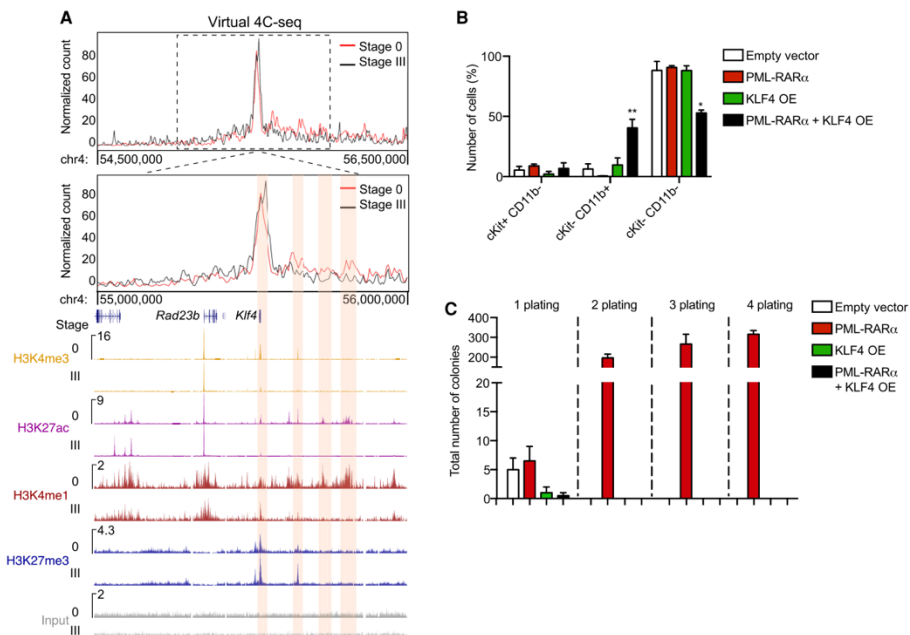 A
Virtual 4C-seq
Normalized count
80
60
40
20
0
Stage 0
Stage III
chr4:
54,500,000
56,500,000
Normalized count
80
60
40
20
0
Stage 0
Stage III
chr4:
55,000,000
56,000,000
Rad23b
Klf4
Stage
H3K4me3
16
0
III
H3K27ac
9
0
III
H3K4me1
2
0
III
H3K27me3
4.3
0
III
Input
2
0
III
B
Number of cells (%)
100
50
0
**
*
cKit+ CD11b-
cKit- CD11b+
cKit- CD11b-
Empty vector
PML-RARα
KLF4 OE
PML-RARα + KLF4 OE
C
1 plating
2 plating
3 plating
4 plating
Total number of colonies
400
300
200
100
20
15
10
5
0
Empty vector
PML-RARα
KLF4 OE
PML-RARα
+ KLF4 OE